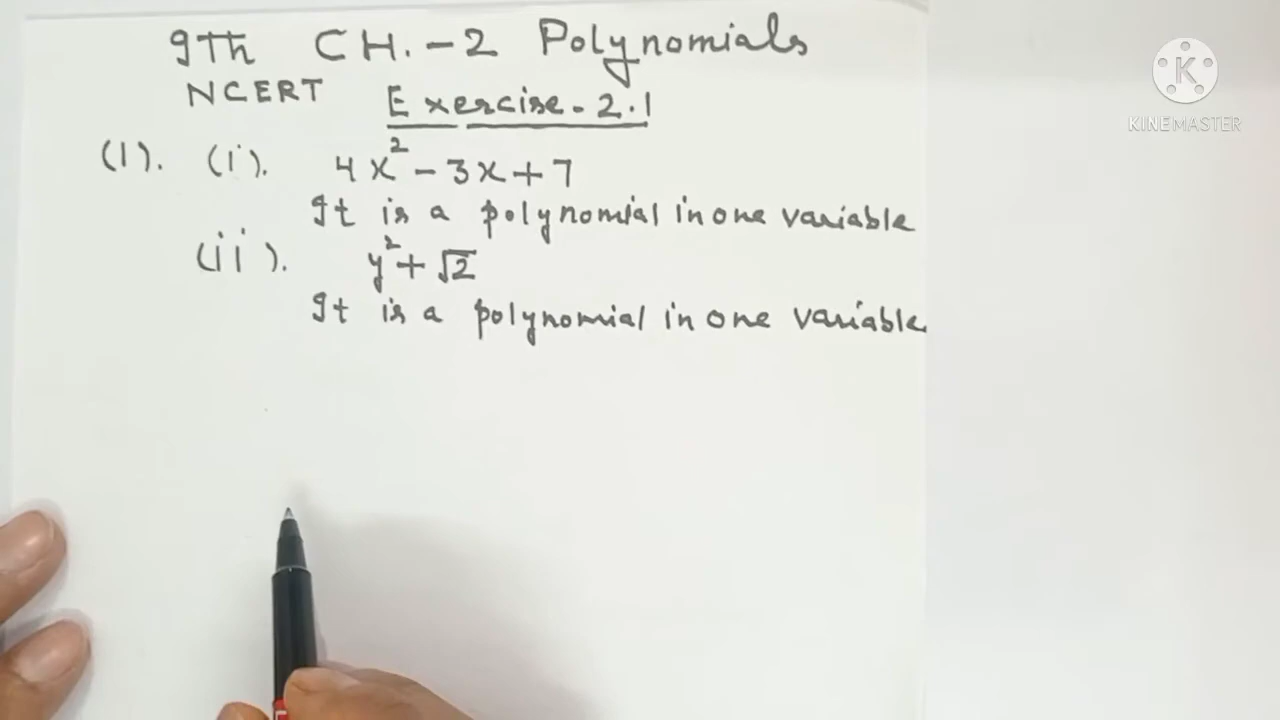 9Th CH.-2 Polynomials
NCERT Exercise-2.1
(1). (i). 4x²-3x+7
It is a polynomial in one variable
(ii). y²+√2
It is a polynomial in one variable.
K
KINEMASTER